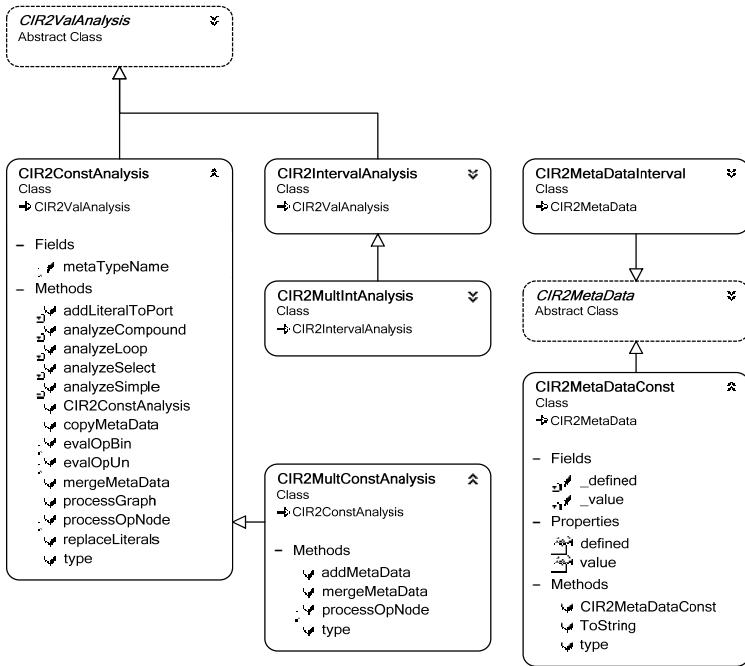 CIR2ValAnalysis
Abstract Class
CIR2ConstAnalysis
Class
CIR2ValAnalysis
– Fields
metaTypeName
– Methods
addLiteralToPort
analyzeCompound
analyzeLoop
analyzeSelect
analyzeSimple
CIR2ConstAnalysis
copyMetaData
evalOpBin
evalOpUn
mergeMetaData
processGraph
processOpNode
replaceLiterals
type
CIR2IntervalAnalysis
Class
CIR2ValAnalysis
CIR2MultIntAnalysis
Class
CIR2IntervalAnalysis
CIR2MultConstAnalysis
Class
CIR2ConstAnalysis
– Methods
addMetaData
mergeMetaData
processOpNode
type
CIR2MetaDataInterval
Class
CIR2MetaData
CIR2MetaData
Abstract Class
CIR2MetaDataConst
Class
CIR2MetaData
– Fields
_defined
_value
– Properties
defined
value
– Methods
CIR2MetaDataConst
ToString
type